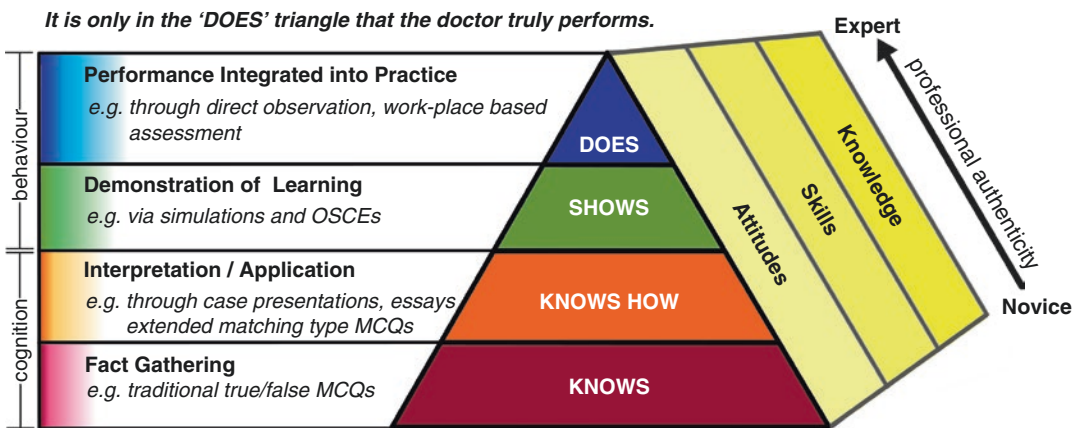 It is only in the ‘DOES’ triangle that the doctor truly performs.
behaviour
cognition
Performance Integrated into Practice
e.g. through direct observation, work-place based
assessment
Demonstration of Learning
e.g. via simulations and OSCEs
Interpretation / Application
e.g. through case presentations, essays
extended matching type MCQs
Fact Gathering
e.g. traditional true/false MCQs
DOES
SHOWS
KNOWS HOW
KNOWS
Attitudes
Skills
Knowledge
Expert
professional authenticity
Novice